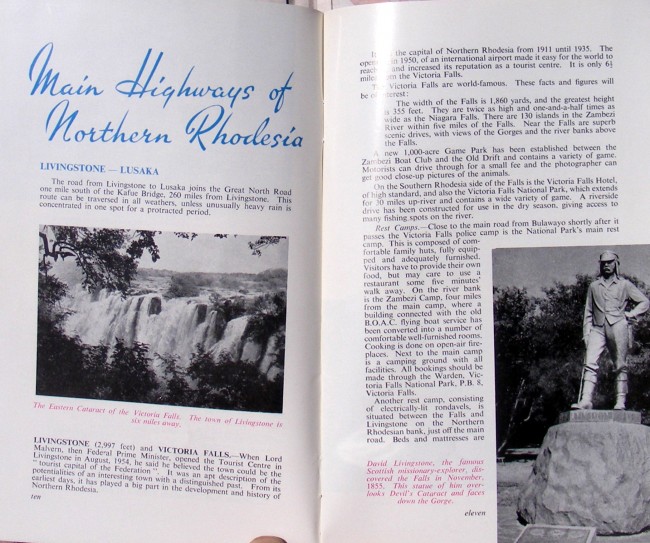 Main Highways of
Northern Rhodesia
LIVINGSTONE — LUSAKA
The road from Livingstone to Lusaka joins the Great North Road
one mile south of the Kafue Bridge, 260 miles from Livingstone. This
route can be traversed in all weathers, unless unusually heavy rain is
concentrated in one spot for a protracted period.
The Eastern Cataract of the Victoria Falls. The town of Livingstone is
six miles away.
LIVINGSTONE (2,997 feet) and VICTORIA FALLS.—When Lord
Malvern, then Federal Prime Minister, opened the Tourist Centre in
Livingstone in August, 1954, he said he believed the town could be the
" tourist capital of the Federation ". It was an apt description of the
potentialities of an interesting town with a distinguished past. From its
earliest days, it has played a big part in the development and history of
Northern Rhodesia.
ten
the capital of Northern Rhodesia from 1911 until 1935. The
in 1950, of an international airport made it easy for the world to
and increased its reputation as a tourist centre. It is only 6½
the Victoria Falls.
Victoria Falls are world-famous. These facts and figures will
be
The width of the Falls is 1,860 yards, and the greatest height
355 feet. They are twice as high and one-and-a-half times as
wide as the Niagara Falls. There are 130 islands in the Zambezi
River within five miles of the Falls. Near the Falls are superb
scenic drives, with views of the Gorges and the river banks above
the Falls.
A new 1,000-acre Game Park has been established between the
Zambezi Boat Club and the Old Drift and contains a variety of game.
Motorists can drive through for a small fee and the photographer can
get good close-up pictures of the animals.
On the Southern Rhodesia side of the Falls is the Victoria Falls Hotel,
of high standard, and also the Victoria Falls National Park, which extends
for 30 miles up-river and contains a wide variety of game. A riverside
drive has been constructed for use in the dry season, giving access to
many fishing spots on the river.
Rest Camps.—Close to the main road from Bulawayo shortly after it
passes the Victoria Falls police camp is the National Park's main rest
camp. This is composed of com-
fortable family huts, fully equip-
ped and adequately furnished.
Visitors have to provide their own
food, but may care to use a
restaurant some five minutes'
walk away. On the river bank
is the Zambezi Camp, four miles
from the main camp, where a
building connected with the old
B.O.A.C. flying boat service has
been converted into a number of
comfortable well-furnished rooms.
Cooking is done on open-air fire-
places. Next to the main camp
is a camping ground with all
facilities. All bookings should be
made through the Warden, Vic-
toria Falls National Park, P.B. 8,
Victoria Falls.
Another rest camp, consisting
of electrically-lit rondavels, is
situated between the Falls and
Livingstone on the Northern
Rhodesian bank, just off the main
road. Beds and mattresses are
David Livingstone, the famous
Scottish missionary-explorer, dis-
covered the Falls in November,
1855. This statue of him over-
looks Devil's Cataract and faces
down the Gorge.
eleven